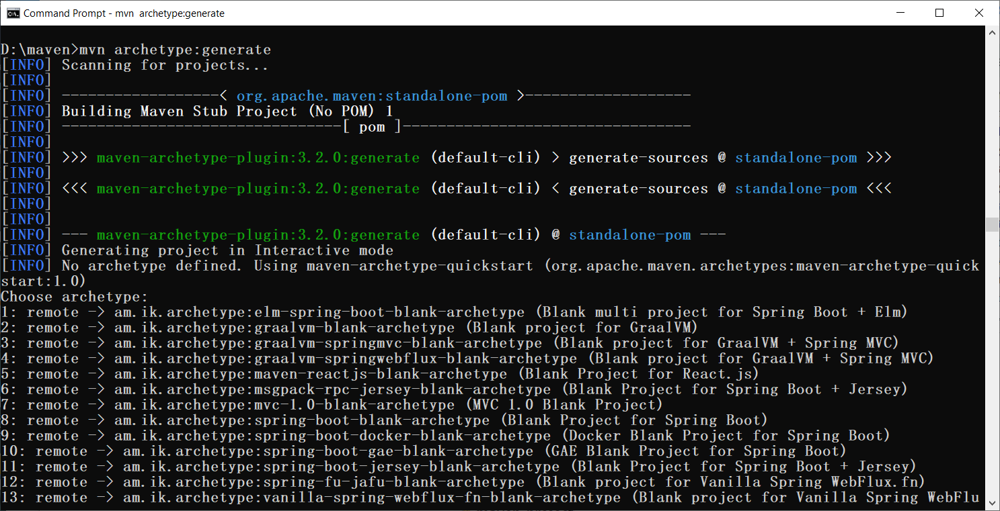 Command Prompt - mvn  archetype:generate
D:\maven>mvn archetype:generate
[INFO] Scanning for projects...
[INFO]
[INFO] ------------------< org.apache.maven:standalone-pom >-------------------
[INFO] Building Maven Stub Project (No POM) 1
[INFO] --------------------------------[ pom ]---------------------------------
[INFO]
[INFO] >>> maven-archetype-plugin:3.2.0:generate (default-cli) > generate-sources @ standalone-pom >>>
[INFO]
[INFO] <<< maven-archetype-plugin:3.2.0:generate (default-cli) < generate-sources @ standalone-pom <<<
[INFO]
[INFO]
[INFO] --- maven-archetype-plugin:3.2.0:generate (default-cli) @ standalone-pom ---
[INFO] Generating project in Interactive mode
[INFO] No archetype defined. Using maven-archetype-quickstart (org.apache.maven.archetypes:maven-archetype-quick
start:1.0)
Choose archetype:
1: remote -> am.ik.archetype:elm-spring-boot-blank-archetype (Blank multi project for Spring Boot + Elm)
2: remote -> am.ik.archetype:graalvm-blank-archetype (Blank project for GraalVM)
3: remote -> am.ik.archetype:graalvm-springmvc-blank-archetype (Blank project for GraalVM + Spring MVC)
4: remote -> am.ik.archetype:graalvm-springwebflux-blank-archetype (Blank project for GraalVM + Spring MVC)
5: remote -> am.ik.archetype:maven-reactjs-blank-archetype (Blank Project for React.js)
6: remote -> am.ik.archetype:msgpack-rpc-jersey-blank-archetype (Blank Project for Spring Boot + Jersey)
7: remote -> am.ik.archetype:mvc-1.0-blank-archetype (MVC 1.0 Blank Project)
8: remote -> am.ik.archetype:spring-boot-blank-archetype (Blank Project for Spring Boot)
9: remote -> am.ik.archetype:spring-boot-docker-blank-archetype (Docker Blank Project for Spring Boot)
10: remote -> am.ik.archetype:spring-boot-gae-blank-archetype (GAE Blank Project for Spring Boot)
11: remote -> am.ik.archetype:spring-boot-jersey-blank-archetype (Blank Project for Spring Boot + Jersey)
12: remote -> am.ik.archetype:spring-fu-jafu-blank-archetype (Blank project for Vanilla Spring WebFlux.fn)
13: remote -> am.ik.archetype:vanilla-spring-webflux-fn-blank-archetype (Blank project for Vanilla Spring WebFlu